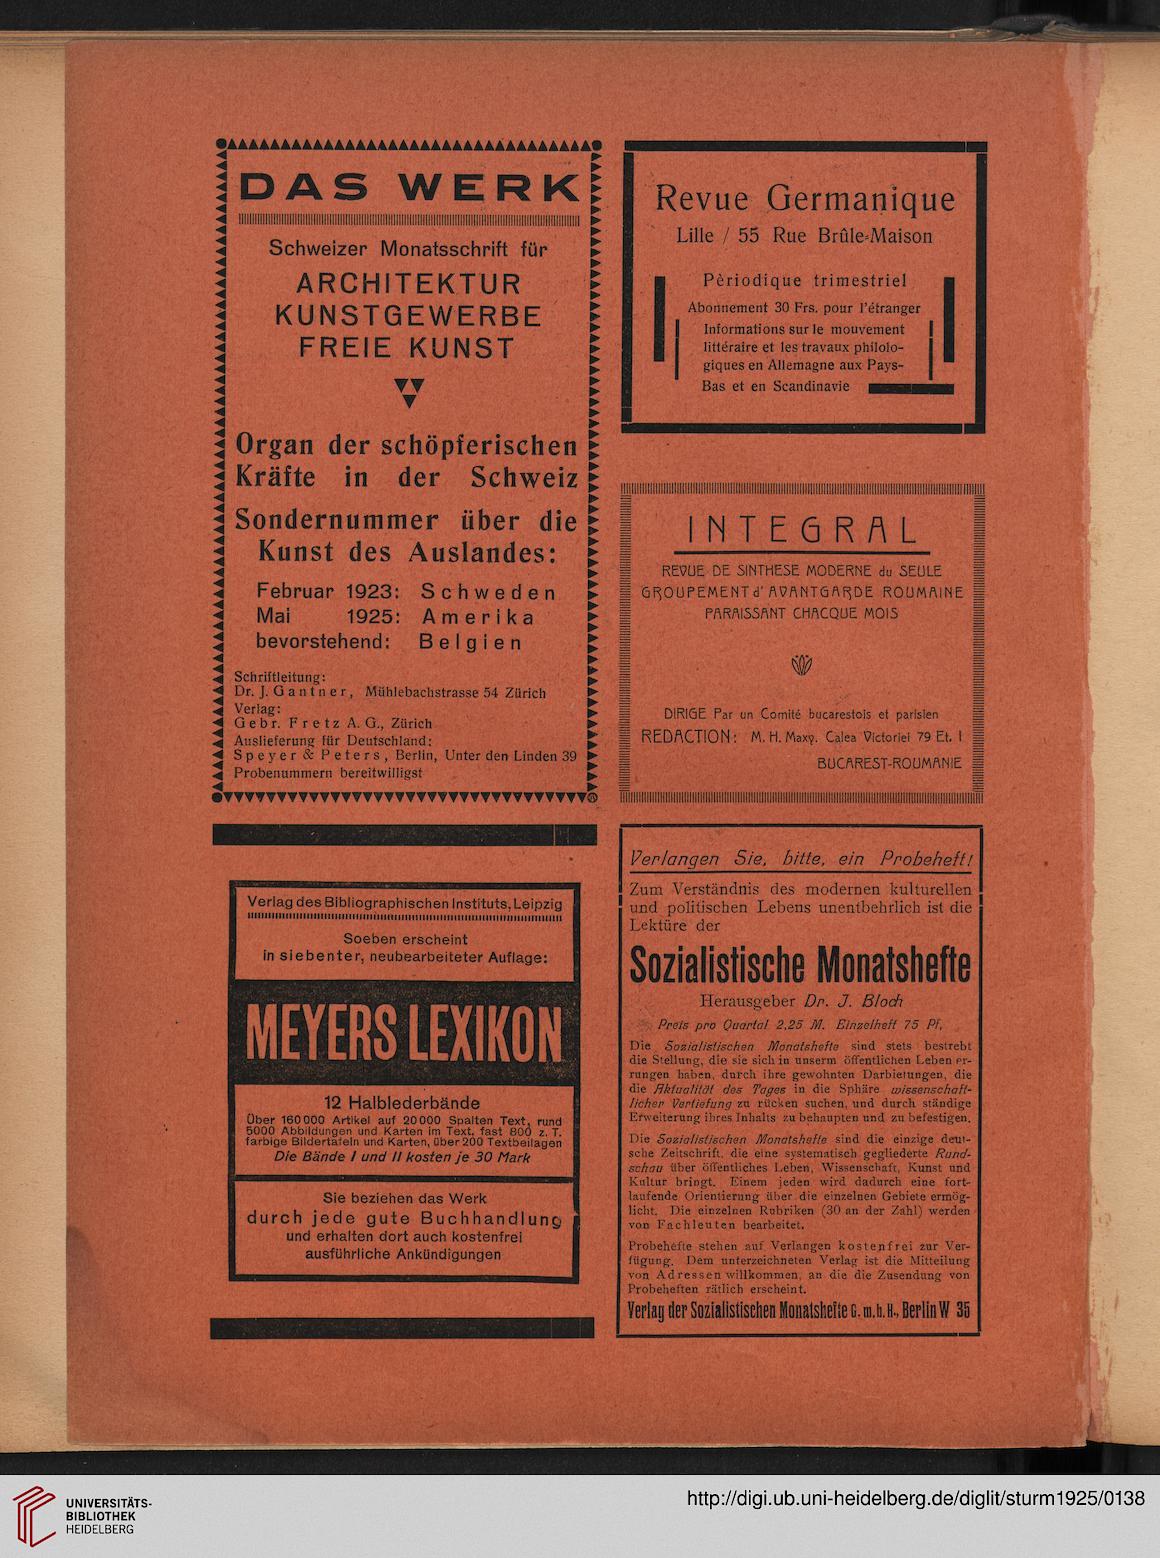 DAS WERK
Schweizer Monatsschrift für
ARCHITEKTUR
KUNSTGEWERBE
FREIE KUNST
Organ der schöpferischen
Kräfte in der Schweiz
Sondernummer über die
Kunst des Auslandes:
Februar 1923: Schweden
Mai 1925: Amerika
bevorstehend: Belgien
Schriftleitung:
Dr. J. Gantner, Mühlebachstrasse 54 Zürich
Verlag:
Gebr. Fretz A. G., Zürich
Auslieferung für Deutschland:
Speyer & Peters, Berlin, Unter den Linden 39
Probenummern bereitwilligst
Verlag des Bibliographischen Instituts, Leipzig
Soeben erscheint
in siebenter, neubearbeiteter Auflage:
MEYERS LEXIKON
12 Halblederbände
Über 160000 Artikel auf 20000 Spalten Text, rund
5000 Abbildungen und Karten im Text, fast 800 z. T.
farbige Bildertafeln und Karten, über 200 Textbeilagen
Die Bände I und II kosten je 30 Mark
Sie beziehen das Werk
durch jede gute Buchhandlung
und erhalten dort auch kostenfrei
ausführliche Ankündigungen
Revue Germanique
Lille / 55 Rue Brûle-Maison
Pèriodique trimestriel
Abonnement 30 Frs. pour l'étranger
Informations sur le mouvement
littéraire et les travaux philolo-
giques en Allemagne aux Pays-
Bas et en Scandinavie
INTEGRAL
REVUE DE SINTHESE MODERNE du SEULE
GROUPEMENT d' AVANTGARDE ROUMAINE
PARAISSANT CHACQUE MOIS
DIRIGE Par un Comité bucarestois et parisien
REDACTION: M. H. Maxy. Calea Victoriei 79 Et. I
BUCAREST-ROUMANIE
Verlangen Sie, bitte, ein Probeheft!
Zum Verständnis des modernen kulturellen
und politischen Lebens unentbehrlich ist die
Lektüre der
Sozialistische Monatshefte
Herausgeber Dr. J. Bloch
Preis pro Quartal 2,25 M. Einzelheft 75 Pf.
Die Sozialistischen Monatshefte sind stets bestrebt
die Stellung, die sie sich in unserm öffentlichen Leben er-
rungen haben, durch ihre gewohnten Darbietungen, die
die Aktualität des Tages in die Sphäre wissenschaft-
licher Vertiefung zu rücken suchen, und durch ständige
Erweiterung ihres Inhalts zu behaupten und zu befestigen.
Die Sozialistischen Monatshefte sind die einzige deut-
sche Zeitschrift, die eine systematisch gegliederte Rund-
schau über öffentliches Leben, Wissenschaft, Kunst und
Kultur bringt. Einem jeden wird dadurch eine fort-
laufende Orientierung über die einzelnen Gebiete ermög-
licht. Die einzelnen Rubriken (30 an der Zahl) werden
von Fachleuten bearbeitet.
Probehefte stehen auf Verlangen kostenfrei zur Ver-
fügung. Dem unterzeichneten Verlag ist die Mitteilung
von Adressen willkommen, an die die Zusendung von
Probeheften rätlich erscheint.
Verlag der Sozialistischen Monatshefte G. m. b. H., Berlin W 35
UNIVERSITÄTS-
BIBLIOTHEK
HEIDELBERG
http://digi.ub.uni-heidelberg.de/diglit/sturm1925/0138